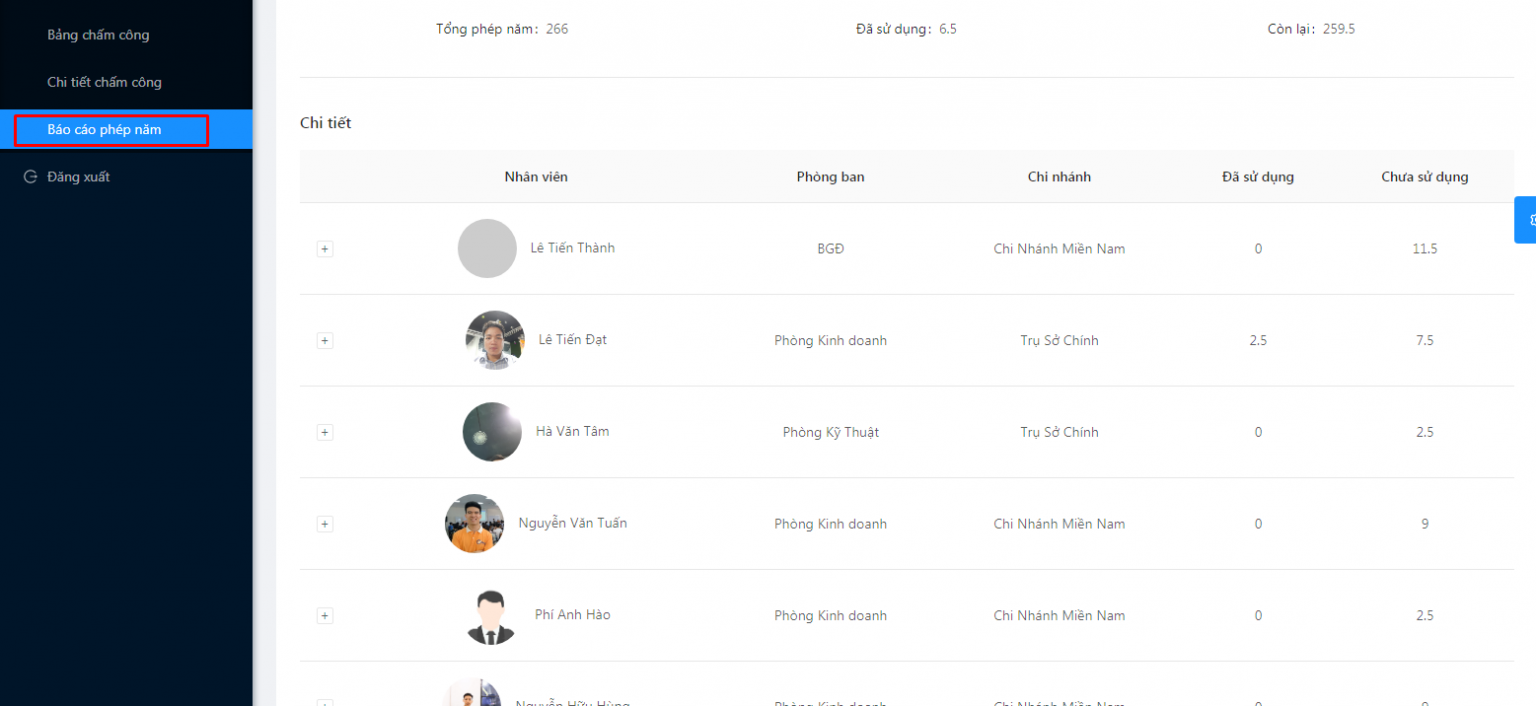 Bảng chấm công
Chi tiết chấm công
Báo cáo phép năm
Đăng xuất
Tổng phép năm: 266 Đã sử dụng: 6.5 Còn lại: 259.5
Chi tiết
Nhân viên Phòng ban Chi nhánh Đã sử dụng Chưa sử dụng
Lê Tiến Thành BGĐ Chi Nhánh Miền Nam 0 11.5
Lê Tiến Đạt Phòng Kinh doanh Trụ Sở Chính 2.5 7.5
Hà Văn Tâm Phòng Kỹ Thuật Trụ Sở Chính 0 2.5
Nguyễn Văn Tuấn Phòng Kinh doanh Chi Nhánh Miền Nam 0 9
Phí Anh Hào Phòng Kinh doanh Chi Nhánh Miền Nam 0 2.5
Nguyễn Hữu Hùng Phòng Kinh doanh Chi Nhánh Miền Nam